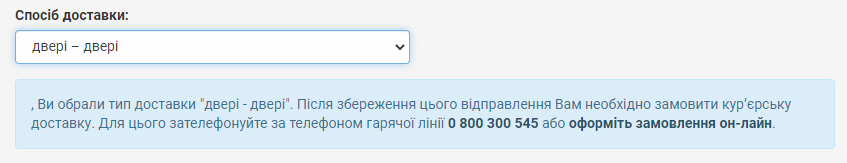 Спосіб доставки:
двері – двері
, Ви обрали тип доставки "двері - двері". Після збереження цього відправлення Вам необхідно замовити кур’єрську
доставку. Для цього зателефонуйте за телефоном гарячої лінії 0 800 300 545 або оформіть замовлення он-лайн.